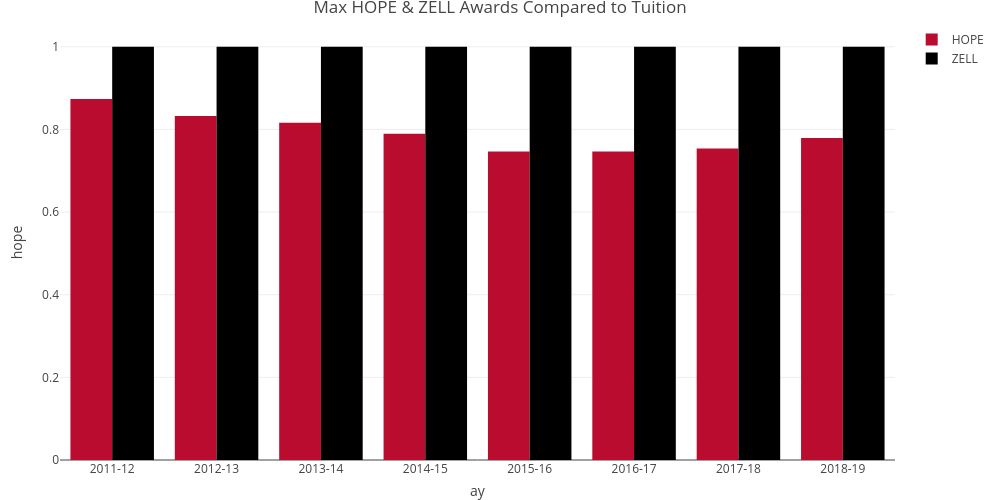 Max HOPE & ZELL Awards Compared to Tuition
HOPE
ZELL
1
0.8
0.6
0.4
0.2
0
hope
2011-12
2012-13
2013-14
2014-15
2015-16
2016-17
2017-18
2018-19
ay